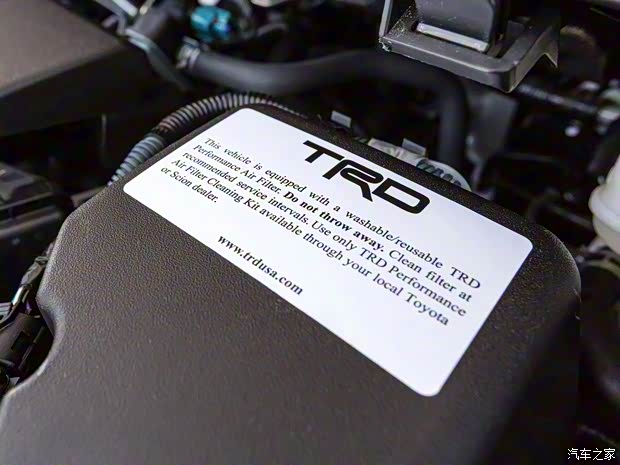 TRD
This vehicle is equipped with a washable/reusable TRD
Performance Air Filter. Do not throw away. Clean filter at
recommended service intervals. Use only TRD Performance
Air Filter Cleaning Kit available through your local Toyota
or Scion dealer.
www.trdusa.com
汽车之家